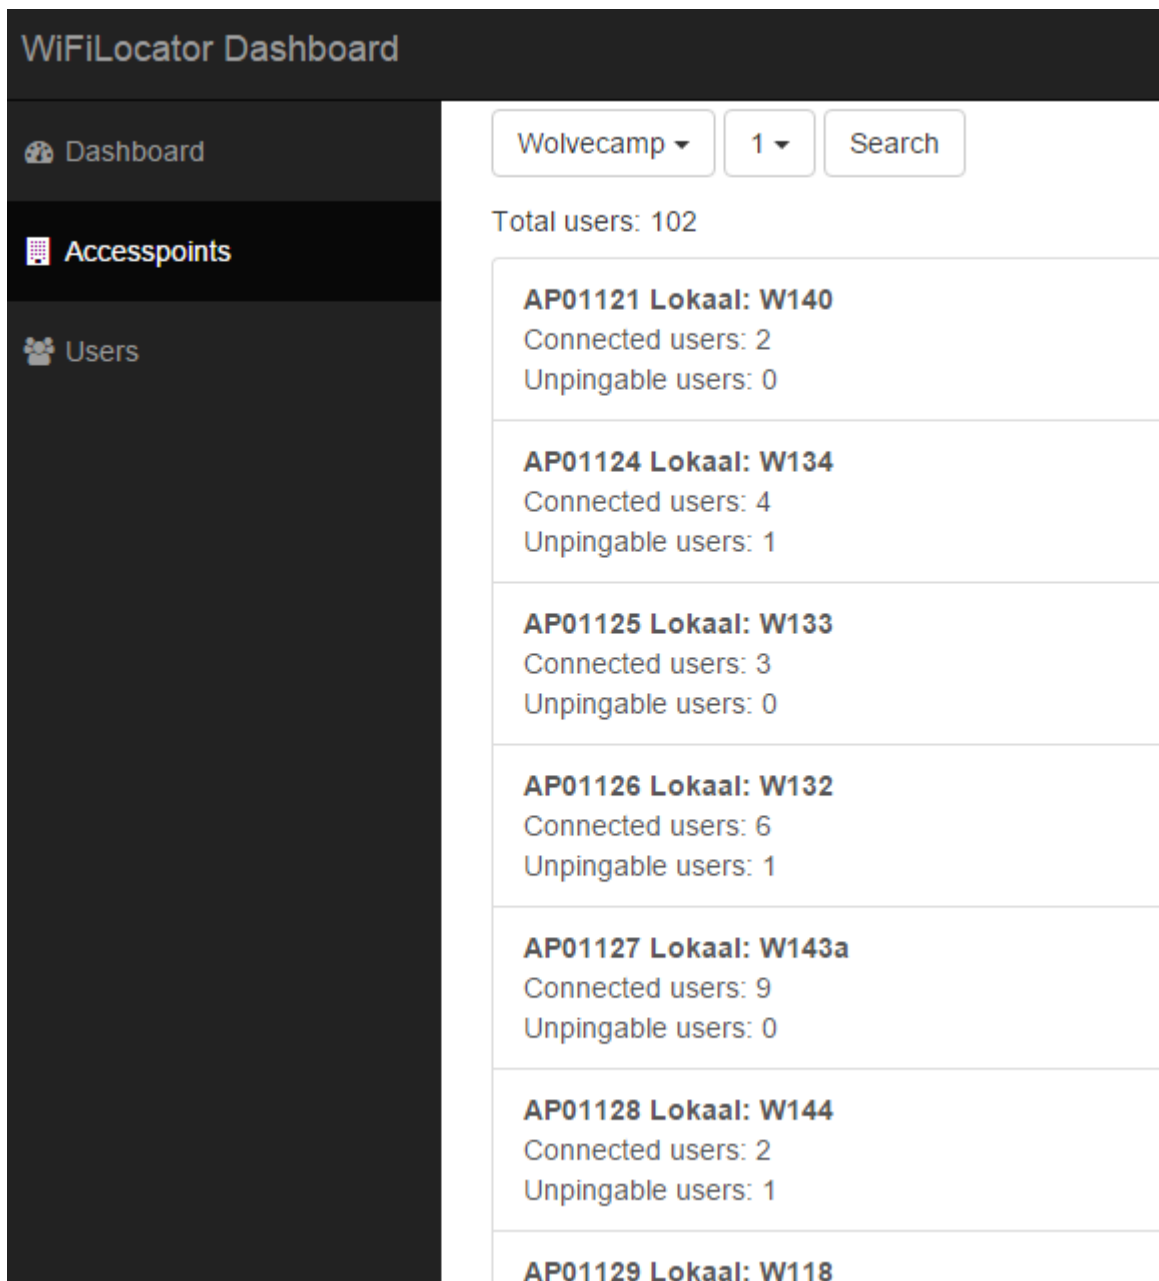 WiFiLocator Dashboard
Dashboard
Accesspoints
Users
Wolvecamp
1
Search
Total users: 102
AP01121 Lokaal: W140
Connected users: 2
Unpingable users: 0
AP01124 Lokaal: W134
Connected users: 4
Unpingable users: 1
AP01125 Lokaal: W133
Connected users: 3
Unpingable users: 0
AP01126 Lokaal: W132
Connected users: 6
Unpingable users: 1
AP01127 Lokaal: W143a
Connected users: 9
Unpingable users: 0
AP01128 Lokaal: W144
Connected users: 2
Unpingable users: 1
AP01129 Lokaal: W118